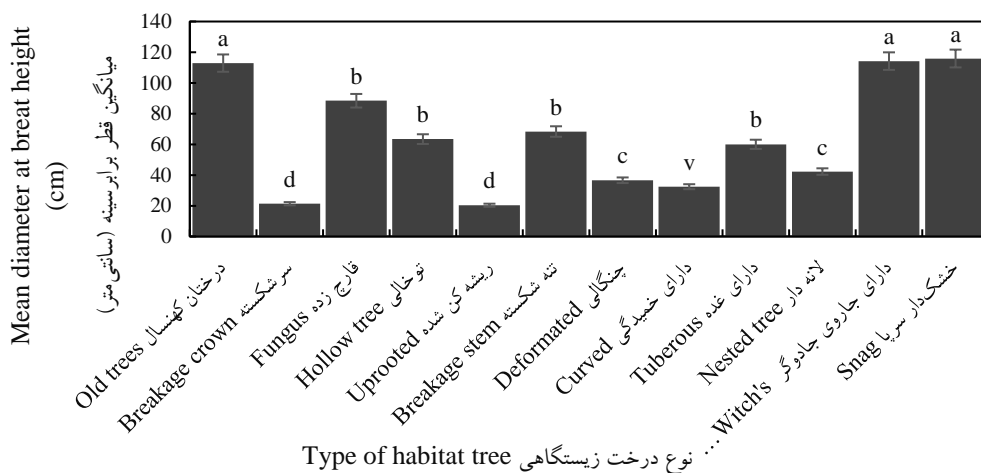 Mean diameter at breat height
(cm)
میانگین قطر برابرسینه (سانتی‌متر)
140
120
100
80
60
40
20
0
a
d
b
b
d
b
c
v
b
c
a
a
Old trees درختان کهنسال
Breakage crown سرشکسته
Fungus قارچ زده
Hollow tree توخالی
Uprooted ریشه کن شده
Breakage stem تنه شکسته
Deformated چنگالی
Curved دارای خمیدگی
Tuberous دارای غده
Nested tree لانه دار
...Witch's دارای جاروی جادوگر
Snag خشک‌دار سرپا
Type of habitat tree نوع درخت زیستگاهی